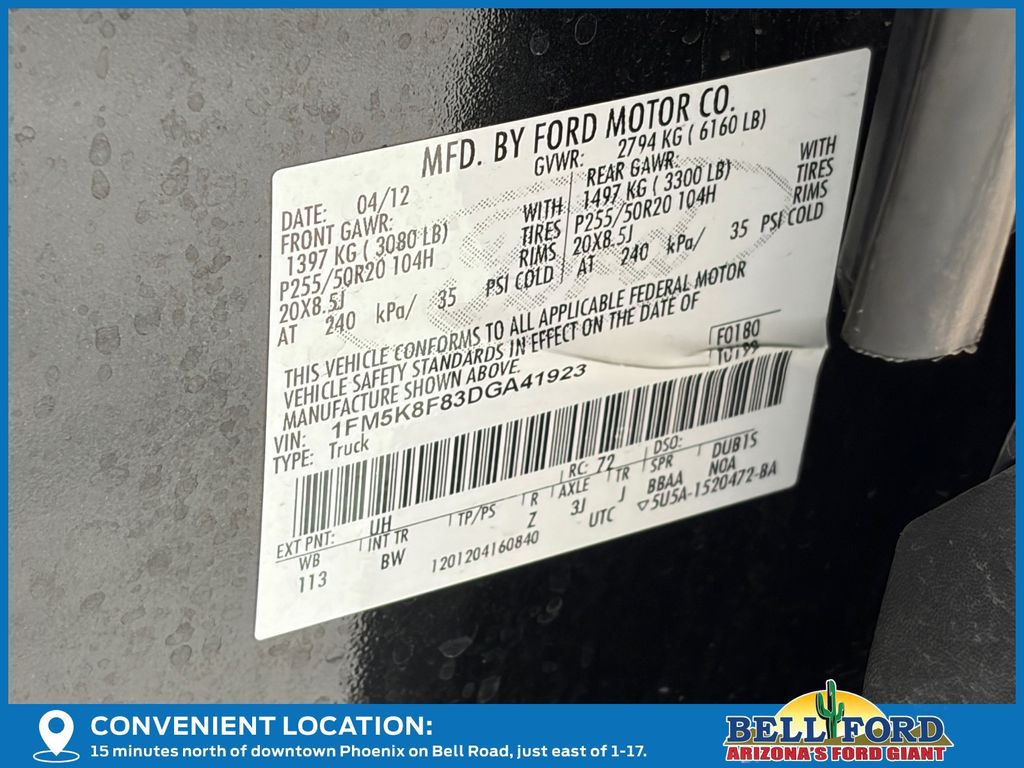 MFD. BY FORD MOTOR CO.
DATE: 04/12
GVWR: 2794 KG ( 6160 LB)
FRONT GAWR:
REAR GAWR:
1397 KG ( 3080 LB) WITH
1497 KG ( 3300 LB) WITH
P255/50R20 104H TIRES
P255/50R20 104H TIRES
20X8.5J RIMS
20X8.5J RIMS
AT 240 kPa/ 35 PSI COLD
AT 240 kPa/ 35 PSI COLD
THIS VEHICLE CONFORMS TO ALL APPLICABLE FEDERAL MOTOR
VEHICLE SAFETY STANDARDS IN EFFECT ON THE DATE OF
MANUFACTURE SHOWN ABOVE.
F0180
VIN: 1FM5K8F83DGA41923
T0199
TYPE: Truck
EXT PNT: UH RC: 72 DSO:
WB INT TR TP/PS R AXLE TR SPR DUB1S
113 BW Z 3J J BBAA N0A
1201204160840 UTC ▽5U5A-1520472-BA
CONVENIENT LOCATION:
15 minutes north of downtown Phoenix on Bell Road, just east of 1-17.
BELL FORD
ARIZONA'S FORD GIANT